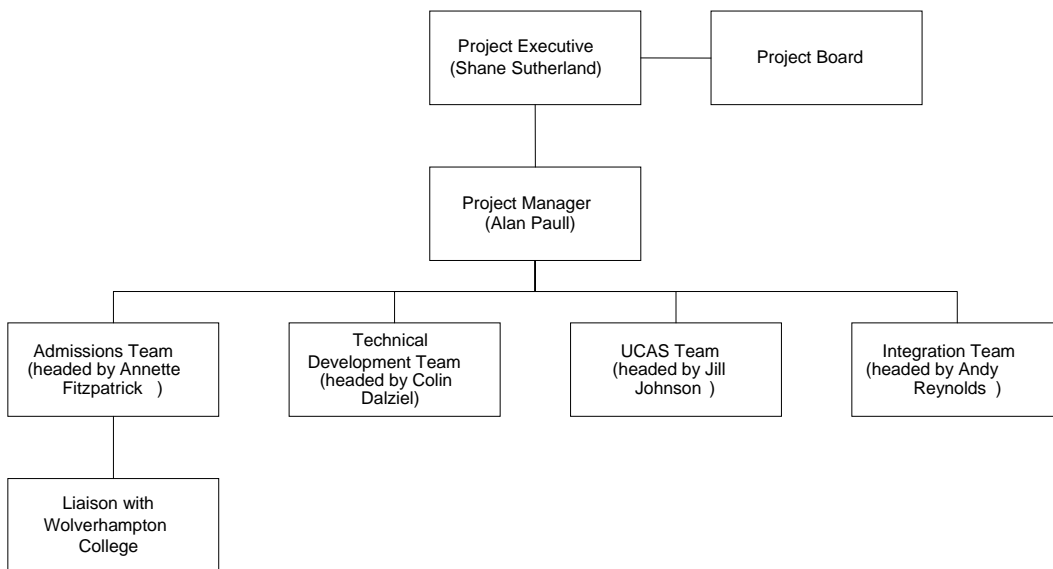 Project Executive
(Shane Sutherland)
Project Board
Project Manager
(Alan Paull)
Admissions Team
(headed by Annette
Fitzpatrick )
Technical
Development Team
(headed by Colin
Dalziel)
UCAS Team
(headed by Jill
Johnson )
Integration Team
(headed by Andy
Reynolds )
Liaison with
Wolverhampton
College